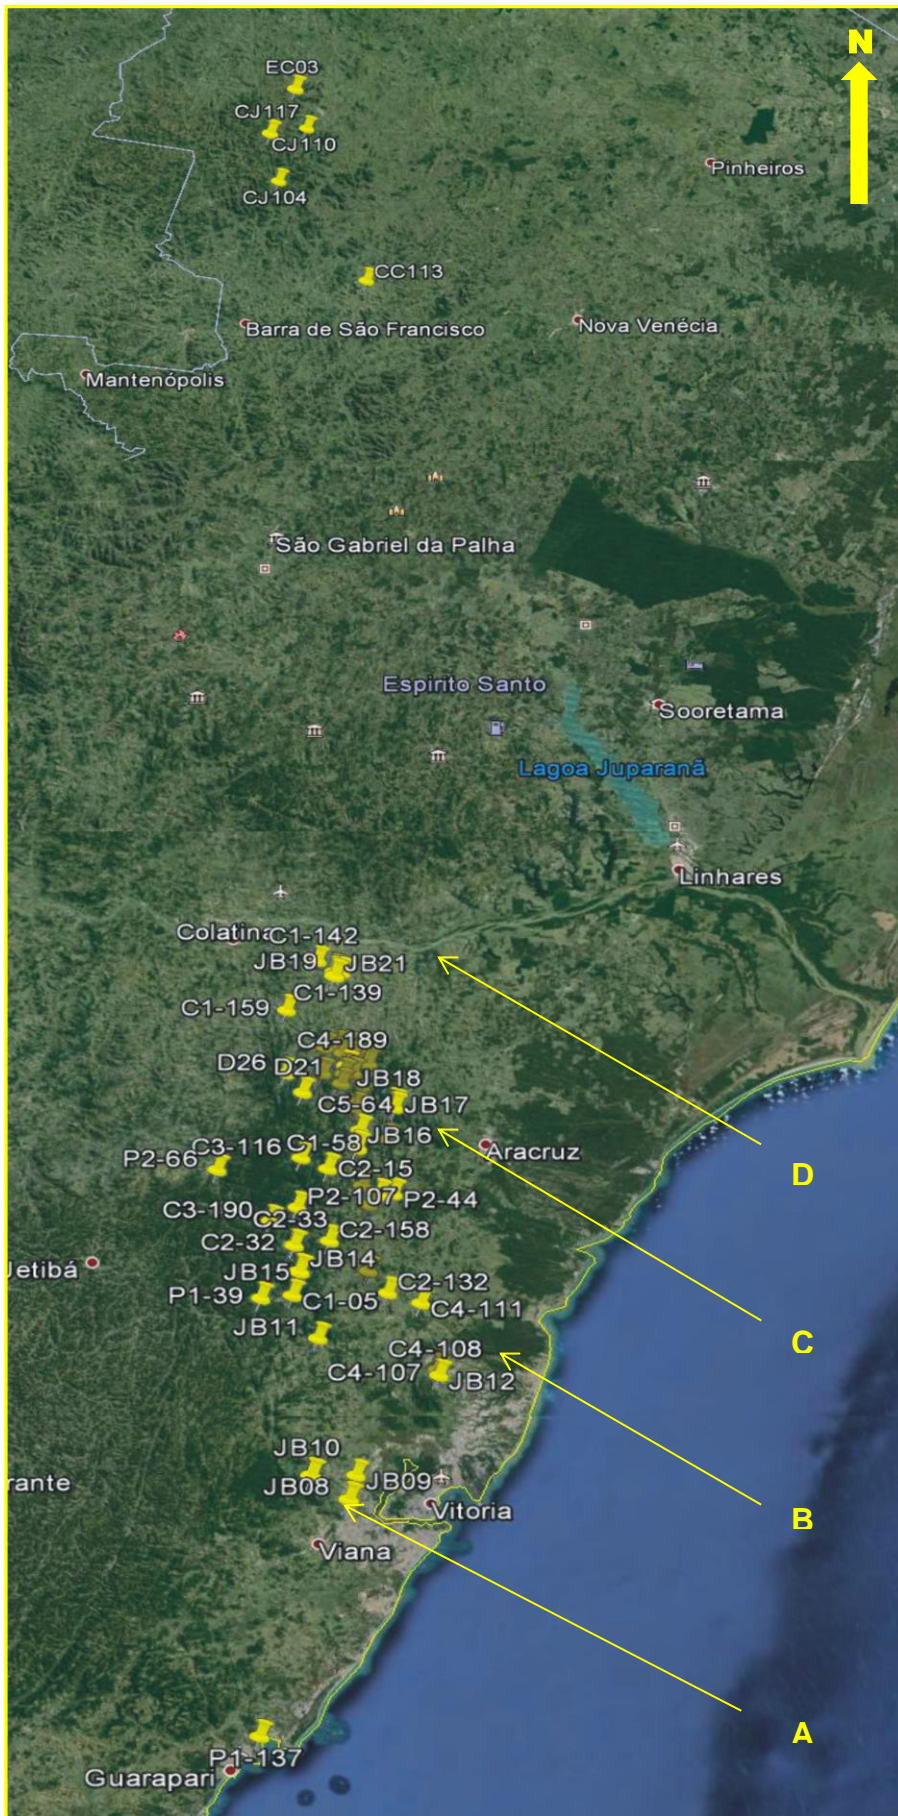 N
EC03
CJ117
CJ110
Pinheiros
CJ104
CC113
Barra de São Francisco
Nova Venécia
Mantenópolis
São Gabriel da Palha
Espirito Santo
Sooretama
Lagoa Juparanã
Linhares
Colatina
C1-142
JB19
JB21
C1-139
C1-159
C4-189
D26
D21
JB18
C5-64
JB17
JB16
C1-58
C3-116
Aracruz
P2-66
C2-15
D
P2-107
P2-44
C3-190
C2-33
C2-158
C2-32
JB14
Jetibá
JB15
C2-132
P1-39
C1-05
C4-111
JB11
C4-108
C
C4-107
JB12
JB10
JB09
rante
JB08
Vitoria
B
Viana
A
P1-137
Guarapari